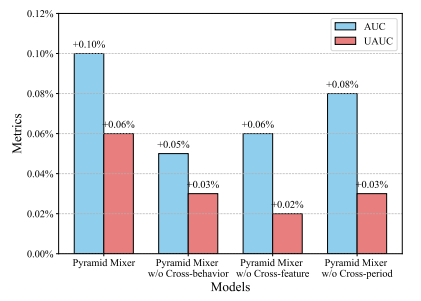 0.12%
0.10%
0.08%
0.06%
0.04%
0.02%
0.00%
Metrics
AUC
UAUC
+0.10%
+0.06%
+0.05%
+0.03%
+0.06%
+0.02%
+0.08%
+0.03%
Pyramid Mixer
Pyramid Mixer
w/o Cross-behavior
Pyramid Mixer
w/o Cross-feature
Pyramid Mixer
w/o Cross-period
Models